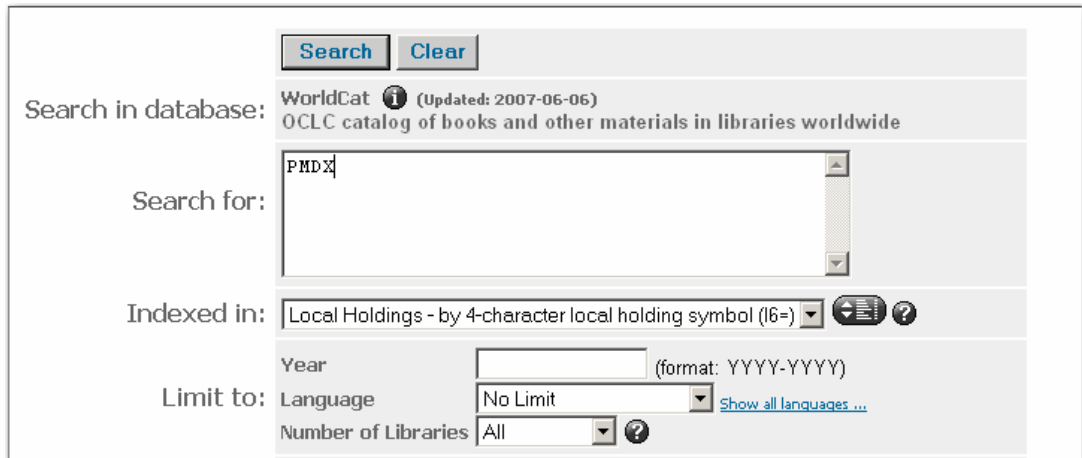 Search Clear
Search in database: WorldCat i (Updated: 2007-06-06)
OCLC catalog of books and other materials in libraries worldwide
Search for: PMDX
Indexed in: Local Holdings - by 4-character local holding symbol (l6=) ?
Limit to:
Year (format: YYYY-YYYY)
Language No Limit Show all languages ...
Number of Libraries All ?